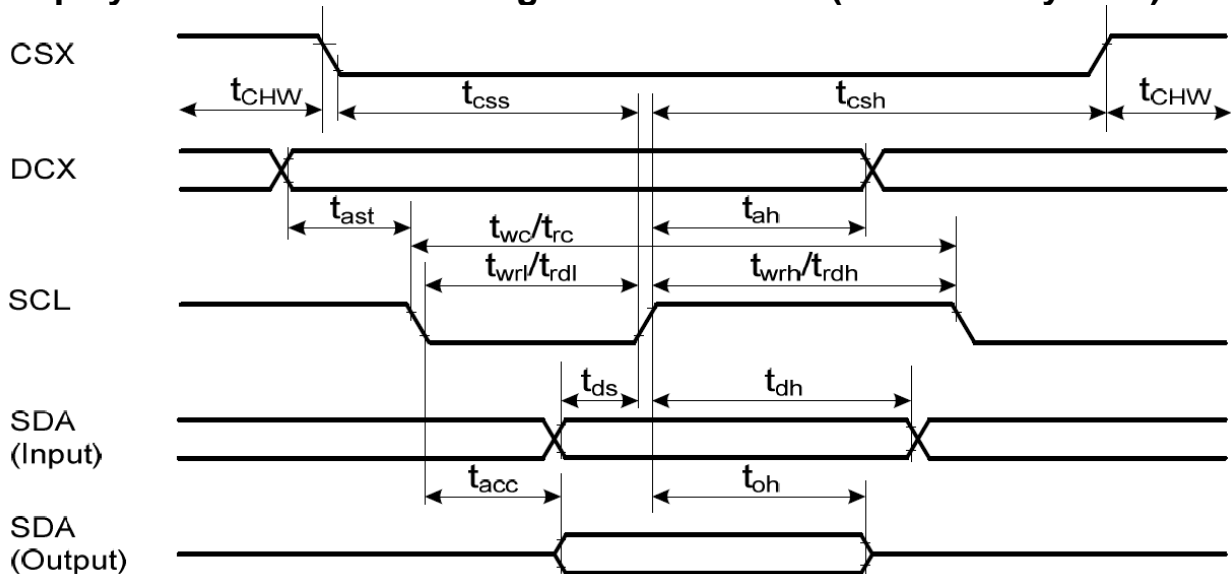 CSX
tCHW
tcss
tcsh
tCHW
DCX
tast
tah
twc/trc
twrl/trdl
twrh/trdh
SCL
tds
tdh
SDA
(Input)
tacc
toh
SDA
(Output)